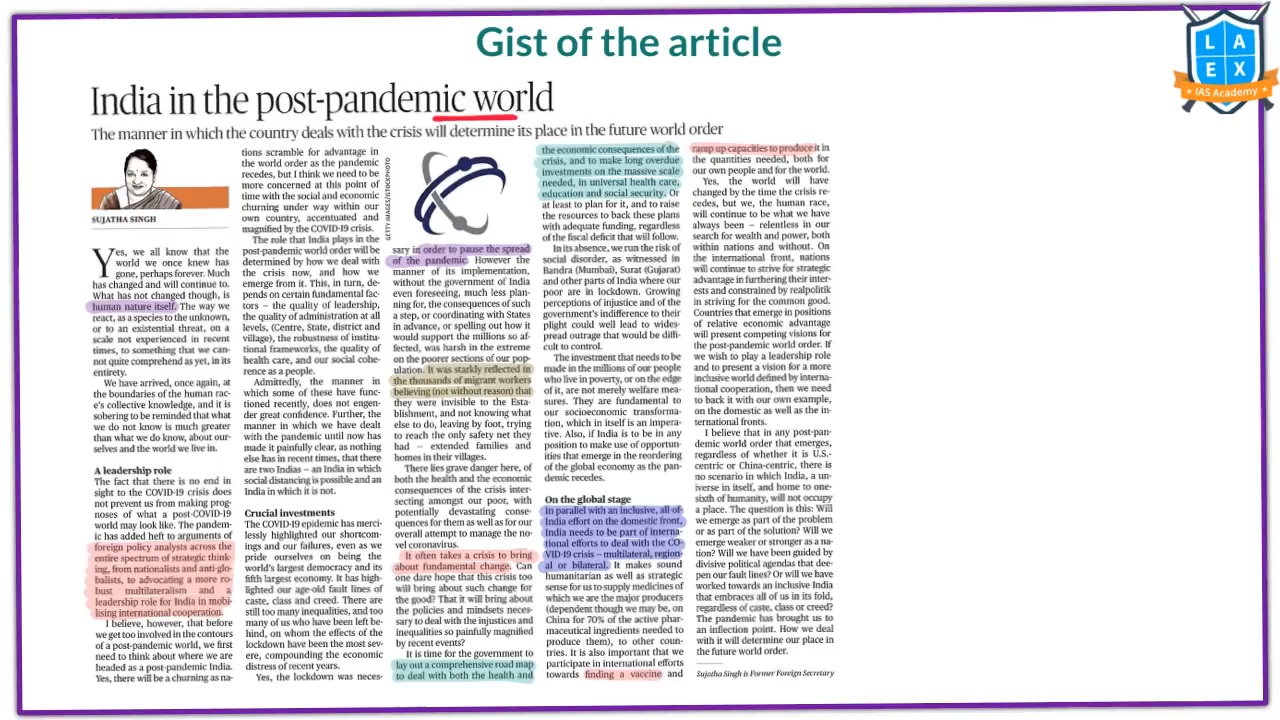 Gist of the article
L A
E X
IAS Academy
India in the post-pandemic world
The manner in which the country deals with the crisis will determine its place in the future world order
SUJATHA SINGH
Yes, we all know that the
world we once knew has
gone, perhaps forever. Much
has changed and will continue to.
What has not changed though, is
human nature itself. The way we
react, as a species to the unknown,
or to an existential threat, on a
scale not experienced in recent
times, to something that we can-
not quite comprehend as yet, in its
entirety.
We have arrived, once again, at
the boundaries of the human rac-
e's collective knowledge, and it is
sobering to be reminded that what
we do not know is much greater
than what we do know, about our-
selves and the world we live in.
A leadership role
The fact that there is no end in
sight to the COVID-19 crisis does
not prevent us from making prog-
noses of what a post-COVID-19
world may look like. The pandem-
ic has added heft to arguments of
foreign policy analysts across the
entire spectrum of strategic think-
ing, from nationalists and anti-glo-
balists, to advocating a more ro-
bust multilateralism and a
leadership role for India in mobi-
lising international cooperation.
I believe, however, that before
we get too involved in the contours
of a post-pandemic world, we first
need to think about where we are
headed as a post-pandemic India.
Yes, there will be a churning as na-
tions scramble for advantage in
the world order as the pandemic
recedes, but I think we need to be
more concerned at this point of
time with the social and economic
churning under way within our
own country, accentuated and
magnified by the COVID-19 crisis.
The role that India plays in the
post-pandemic world order will be
determined by how we deal with
the crisis now, and how we
emerge from it. This, in turn, de-
pends on certain fundamental fac-
tors – the quality of leadership,
the quality of administration at all
levels, (Centre, State, district and
village), the robustness of institu-
tional frameworks, the quality of
health care, and our social cohe-
rence as a people.
Admittedly, the manner in
which some of these have func-
tioned recently, does not engen-
der great confidence. Further, the
manner in which we have dealt
with the pandemic until now has
made it painfully clear, as nothing
else has in recent times, that there
are two Indias – an India in which
social distancing is possible and an
India in which it is not.
Crucial investments
The COVID-19 epidemic has merci-
lessly highlighted our shortcom-
ings and our failures, even as we
pride ourselves on being the
world's largest democracy and its
fifth largest economy. It has high-
lighted our age-old fault lines of
caste, class and creed. There are
still too many inequalities, and too
many of us who have been left be-
hind, on whom the effects of the
lockdown have been the most sev-
ere, compounding the economic
distress of recent years.
Yes, the lockdown was neces-
GETTY IMAGES/ISTOCKPHOTO
sary in order to pause the spread
of the pandemic. However the
manner of its implementation,
without the government of India
even foreseeing, much less plan-
ning for, the consequences of such
a step, or coordinating with States
in advance, or spelling out how it
would support the millions so af-
fected, was harsh in the extreme
on the poorer sections of our pop-
ulation. It was starkly reflected in
the thousands of migrant workers
believing (not without reason) that
they were invisible to the Esta-
blishment, and not knowing what
else to do, leaving by foot, trying
to reach the only safety net they
had – extended families and
homes in their villages.
There lies grave danger here, of
both the health and the economic
consequences of the crisis inter-
secting amongst our poor, with
potentially devastating conse-
quences for them as well as for our
overall attempt to manage the no-
vel coronavirus.
It often takes a crisis to bring
about fundamental change. Can
one dare hope that this crisis too
will bring about such change for
the good? That it will bring about
the policies and mindsets neces-
sary to deal with the injustices and
inequalities so painfully magnified
by recent events?
It is time for the government to
lay out a comprehensive road map
to deal with both the health and
the economic consequences of the
crisis, and to make long overdue
investments on the massive scale
needed, in universal health care,
education and social security. Or
at least to plan for it, and to raise
the resources to back these plans
with adequate funding, regardless
of the fiscal deficit that will follow.
In its absence, we run the risk of
social disorder, as witnessed in
Bandra (Mumbai), Surat (Gujarat)
and other parts of India where our
poor are in lockdown. Growing
perceptions of injustice and of the
government's indifference to their
plight could well lead to wides-
pread outrage that would be diffi-
cult to control.
The investment that needs to be
made in the millions of our people
who live in poverty, or on the edge
of it, are not merely welfare mea-
sures. They are fundamental to
our socioeconomic transforma-
tion, which in itself is an impera-
tive. Also, if India is to be in any
position to make use of opportun-
ities that emerge in the reordering
of the global economy as the pan-
demic recedes.
On the global stage
In parallel with an inclusive, all-of-
India effort on the domestic front,
India needs to be part of interna-
tional efforts to deal with the CO-
VID-19 crisis – multilateral, region-
al or bilateral. It makes sound
humanitarian as well as strategic
sense for us to supply medicines of
which we are the major producers
(dependent though we may be, on
China for 70% of the active phar-
maceutical ingredients needed to
produce them), to other coun-
tries. It is also important that we
participate in international efforts
towards finding a vaccine and
ramp up capacities to produce it in
the quantities needed, both for
our own people and for the world.
Yes, the world will have
changed by the time the crisis re-
cedes, but we, the human race,
will continue to be what we have
always been – relentless in our
search for wealth and power, both
within nations and without. On
the international front, nations
will continue to strive for strategic
advantage in furthering their inter-
ests and constrained by realpolitik
in striving for the common good.
Countries that emerge in positions
of relative economic advantage
will present competing visions for
the post-pandemic world order. If
we wish to play a leadership role
and to present a vision for a more
inclusive world defined by interna-
tional cooperation, then we need
to back it with our own example,
on the domestic as well as the in-
ternational fronts.
I believe that in any post-pan-
demic world order that emerges,
regardless of whether it is U.S.-
centric or China-centric, there is
no scenario in which India, a un-
iverse in itself, and home to one-
sixth of humanity, will not occupy
a place. The question is this: Will
we emerge as part of the problem
or as part of the solution? Will we
emerge weaker or stronger as a na-
tion? Will we have been guided by
divisive political agendas that dee-
pen our fault lines? Or will we have
worked towards an inclusive India
that embraces all of us in its fold,
regardless of caste, class or creed?
The pandemic has brought us to
an inflection point. How we deal
with it will determine our place in
the future world order.
Sujatha Singh is Former Foreign Secretary